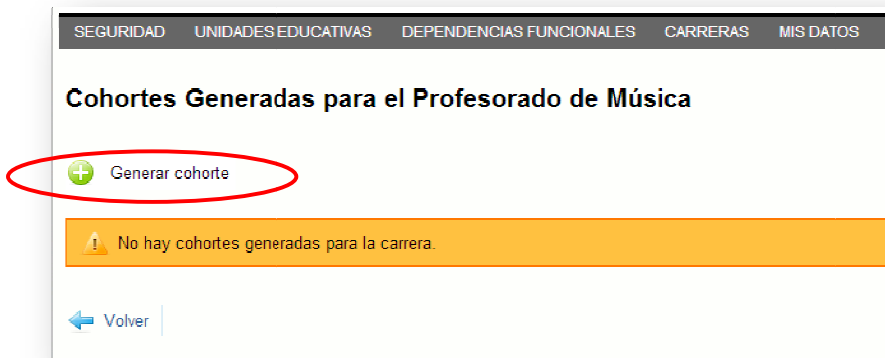 SEGURIDAD UNIDADES EDUCATIVAS DEPENDENCIAS FUNCIONALES CARRERAS MIS DATOS
Cohortes Generadas para el Profesorado de Música
Generar cohorte
No hay cohortes generadas para la carrera.
Volver